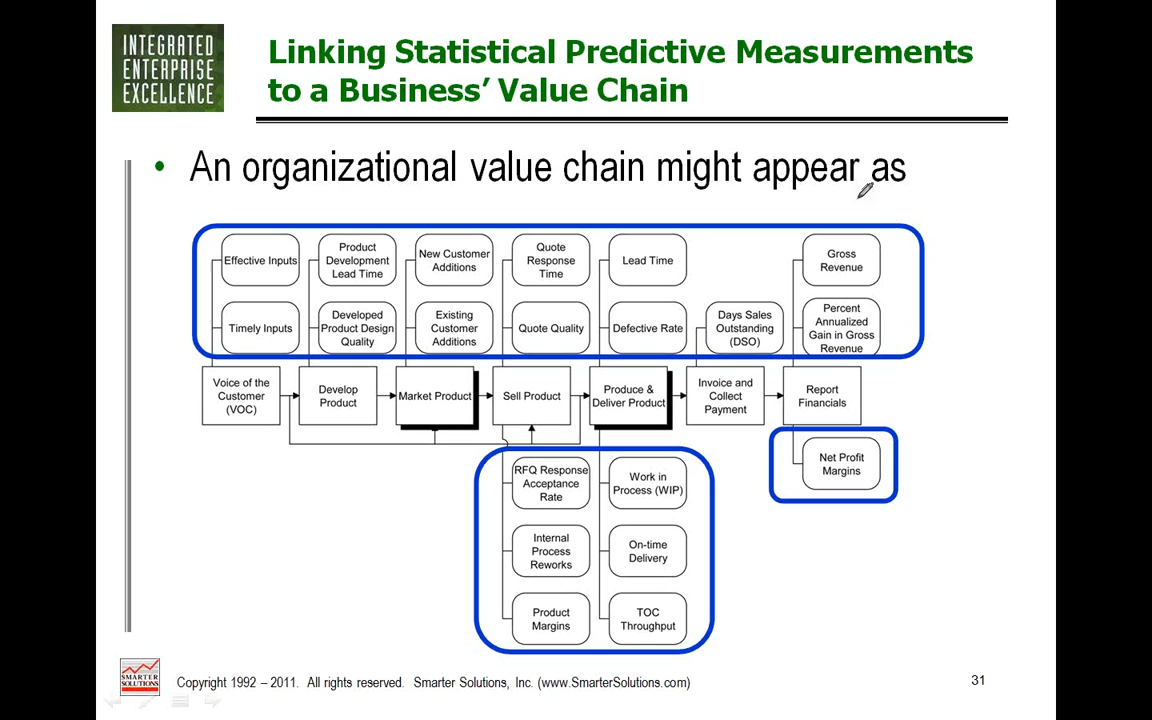 INTEGRATED
ENTERPRISE
EXCELLENCE
Linking Statistical Predictive Measurements
to a Business’ Value Chain
• An organizational value chain might appear as
Effective Inputs
Product
Development
Lead Time
New Customer
Additions
Quote
Response
Time
Lead Time
Gross
Revenue
Timely Inputs
Developed
Product Design
Quality
Existing
Customer
Additions
Quote Quality
Defective Rate
Days Sales
Outstanding
(DSO)
Percent
Annualized
Gain in Gross
Revenue
Voice of the
Customer
(VOC)
Develop
Product
Market Product
Sell Product
Produce &
Deliver Product
Invoice and
Collect
Payment
Report
Financials
RFQ Response
Acceptance
Rate
Work in
Process (WIP)
Net Profit
Margins
Internal
Process
Reworks
On-time
Delivery
Product
Margins
TOC
Throughput
SMARTER
SOLUTIONS
Copyright 1992 – 2011. All rights reserved. Smarter Solutions, Inc. (www.SmarterSolutions.com)
31